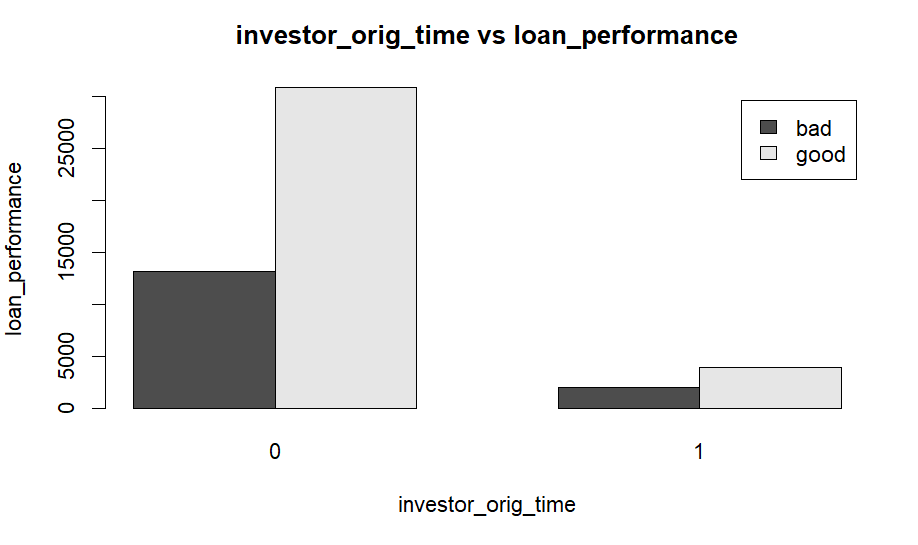 investor_orig_time vs loan_performance
loan_performance
25000
15000
5000
0
bad
good
0
1
investor_orig_time